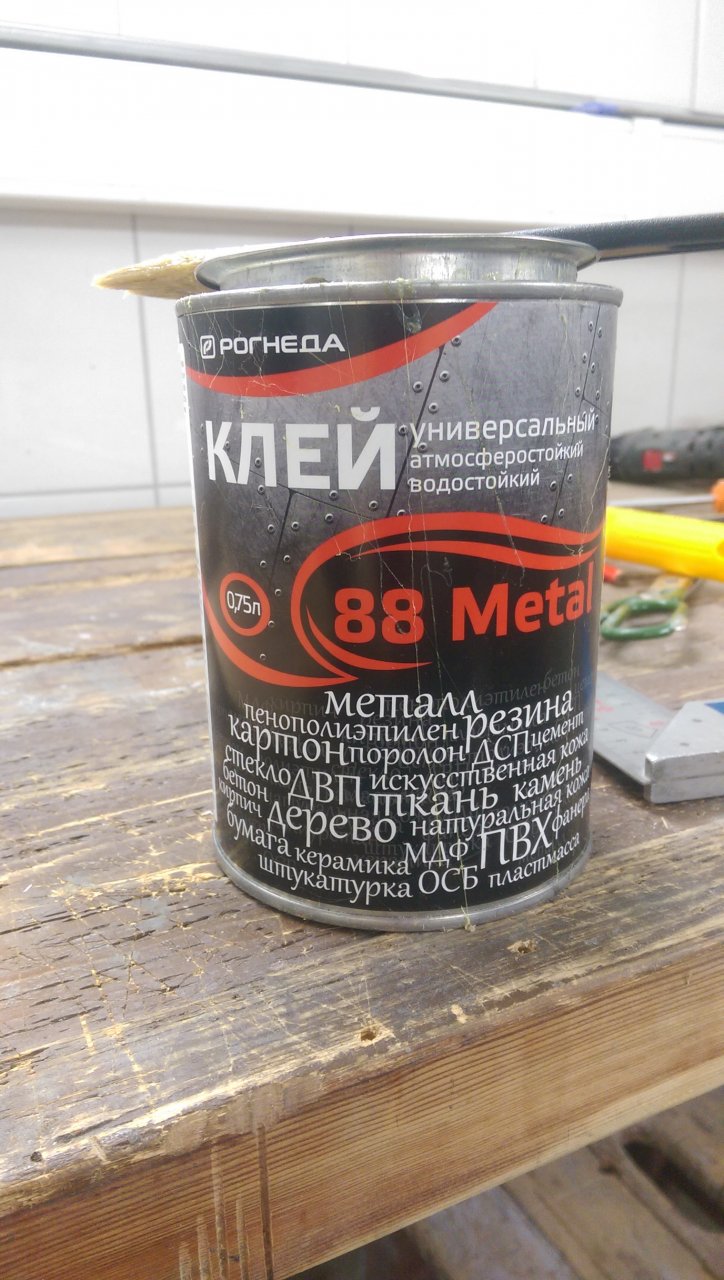 РОГНЕДА
КЛЕЙ
универсальный
атмосферостойкий
водостойкий
0,75л
88 Metal
металл
пенополиэтилен резина
картон поролон ДСП цемент
стекло ДВП искусственная кожа
бетон ткань камень
кирпич дерево натуральная кожа
бумага керамика МДФ ПВХ фанера
штукатурка ОСБ пластмасса